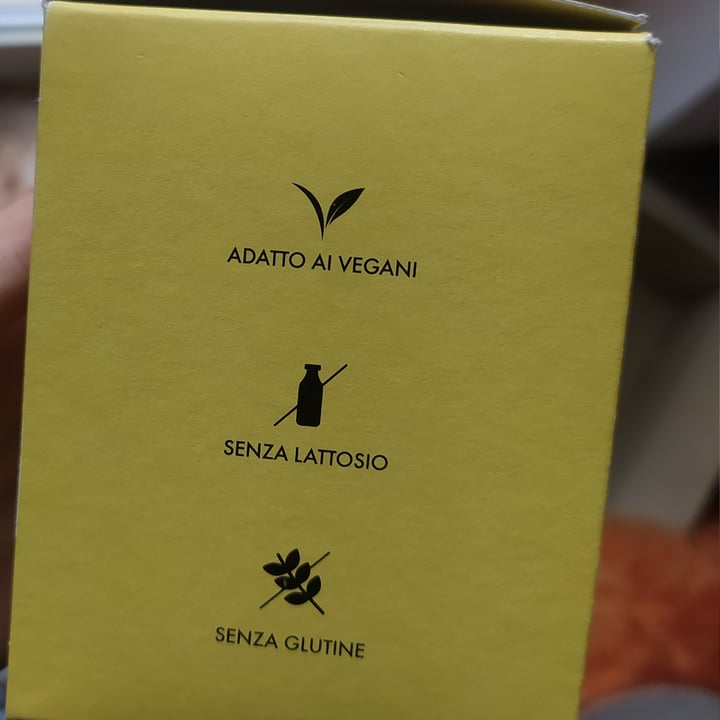 ADATTO AI VEGANI
SENZA LATTOSIO
SENZA GLUTINE